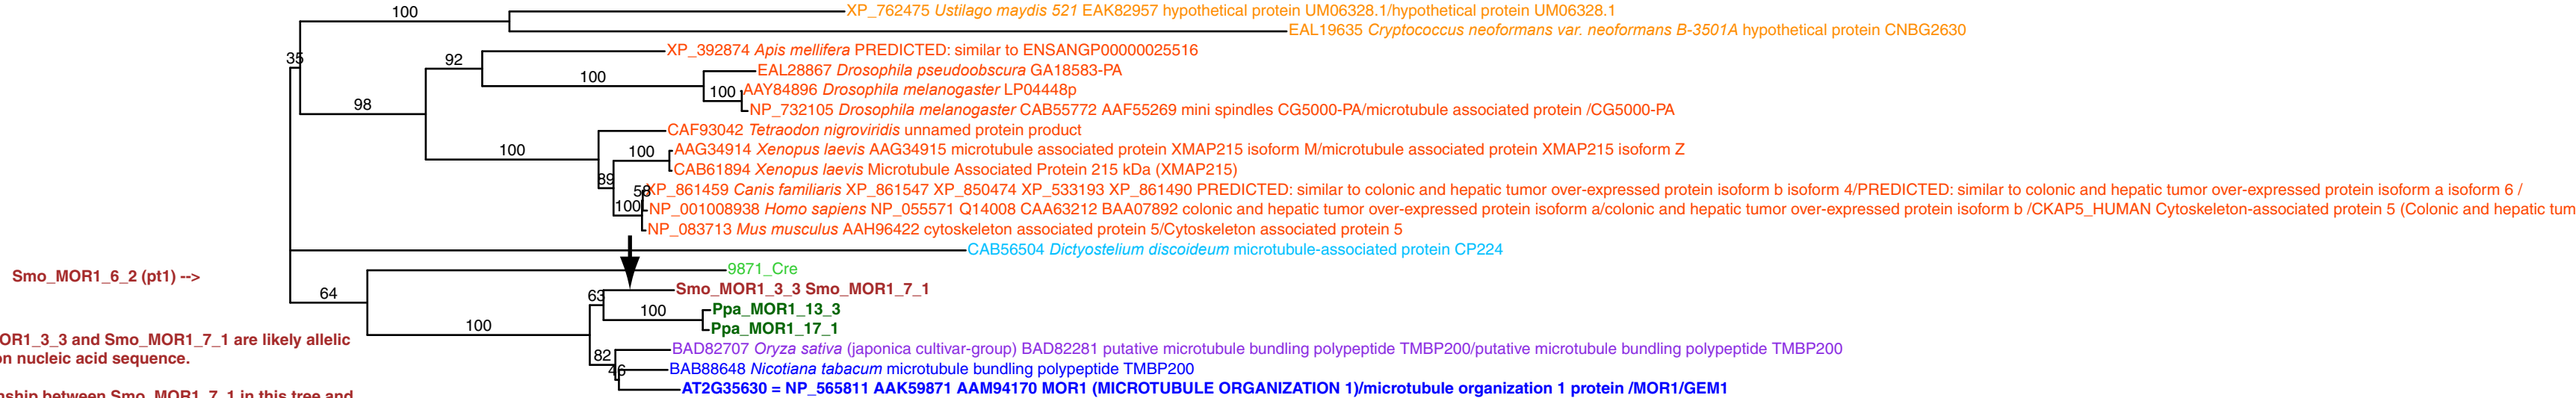 100
XP_762475 Ustilago maydis 521 EAK82957 hypothetical protein UM06328.1/hypothetical protein UM06328.1
EAL19635 Cryptococcus neoformans var. neoformans B-3501A hypothetical protein CNBG2630
35
92
XP_392874 Apis mellifera PREDICTED: similar to ENSANGP00000025516
100
EAL28867 Drosophila pseudoobscura GA18583-PA
100
AAY84896 Drosophila melanogaster LP04448p
98
NP_732105 Drosophila melanogaster CAB55772 AAF55269 mini spindles CG5000-PA/microtubule associated protein /CG5000-PA
CAF93042 Tetraodon nigroviridis unnamed protein product
100
100
AAG34914 Xenopus laevis AAG34915 microtubule associated protein XMAP215 isoform M/microtubule associated protein XMAP215 isoform Z
CAB61894 Xenopus laevis Microtubule Associated Protein 215 kDa (XMAP215)
89
XP_861459 Canis familiaris XP_861547 XP_850474 XP_533193 XP_861490 PREDICTED: similar to colonic and hepatic tumor over-expressed protein isoform b isoform 4/PREDICTED: similar to colonic and hepatic tumor over-expressed protein isoform a isoform 6 /
100
NP_001008938 Homo sapiens NP_055571 Q14008 CAA63212 BAA07892 colonic and hepatic tumor over-expressed protein isoform a/colonic and hepatic tumor over-expressed protein isoform b /CKAP5_HUMAN Cytoskeleton-associated protein 5 (Colonic and hepatic tum
NP_083713 Mus musculus AAH96422 cytoskeleton associated protein 5/Cytoskeleton associated protein 5
CAB56504 Dictyostelium discoideum microtubule-associated protein CP224
9871_Cre
Smo_MOR1_6_2 (pt1) -->
64
63
Smo_MOR1_3_3 Smo_MOR1_7_1
100
Ppa_MOR1_13_3
100
Ppa_MOR1_17_1
OR1_3_3 and Smo_MOR1_7_1 are likely allelic
on nucleic acid sequence.
82
BAD82707 Oryza sativa (japonica cultivar-group) BAD82281 putative microtubule bundling polypeptide TMBP200/putative microtubule bundling polypeptide TMBP200
46
BAB88648 Nicotiana tabacum microtubule bundling polypeptide TMBP200
AT2G35630 = NP_565811 AAK59871 AAM94170 MOR1 (MICROTUBULE ORGANIZATION 1)/microtubule organization 1 protein /MOR1/GEM1
nship between Smo_MOR1_7_1 in this tree and